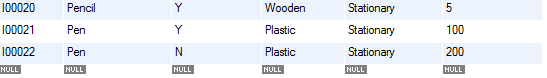 I00020 Pencil Y Wooden Stationary 5
I00021 Pen Y Plastic Stationary 100
I00022 Pen N Plastic Stationary 200
NULL NULL NULL NULL NULL NULL